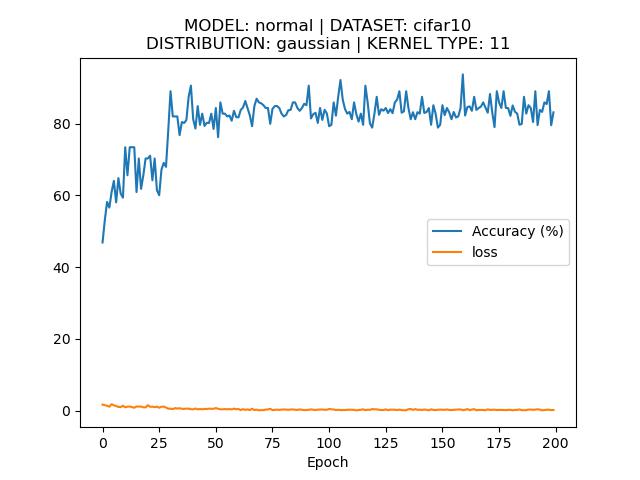 MODEL: normal | DATASET: cifar10
DISTRIBUTION: gaussian | KERNEL TYPE: 11
80
60
40
20
0
Accuracy (%)
loss
0 25 50 75 100 125 150 175 200
Epoch